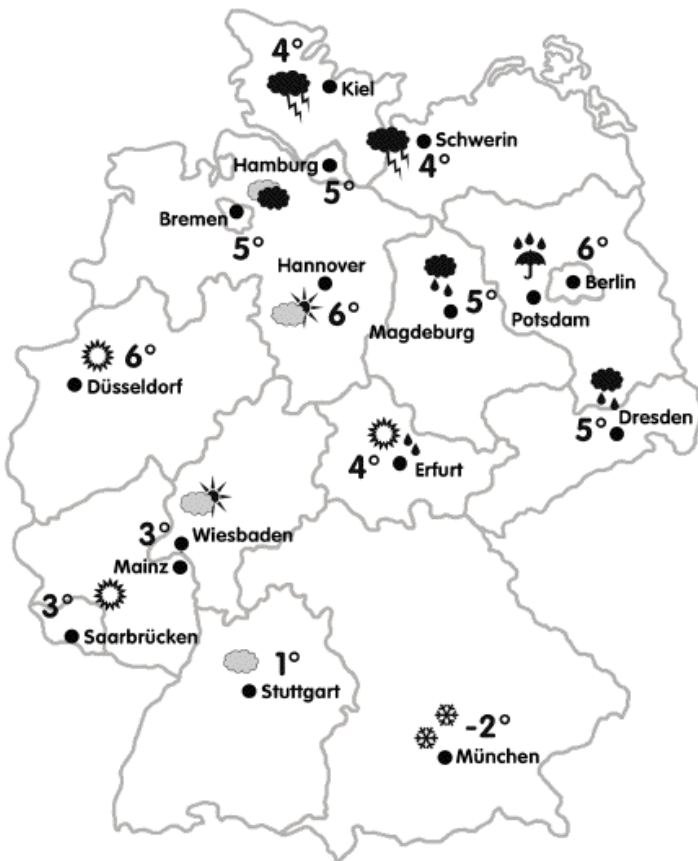 4°
Kiel
Schwerin
4°
Hamburg
5°
Bremen
5°
6°
Berlin
Potsdam
Hannover
6°
5°
Magdeburg
6°
Düsseldorf
Dresden
5°
4°
Erfurt
3°
Wiesbaden
Mainz
3°
Saarbrücken
1°
Stuttgart
-2°
München